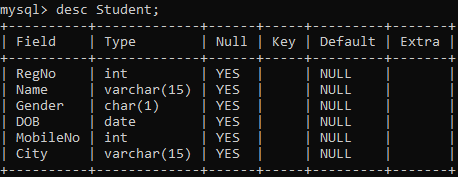 mysql> desc Student;
+----------+-------------+------+-----+---------+-------+
| Field    | Type        | Null | Key | Default | Extra |
+----------+-------------+------+-----+---------+-------+
| RegNo    | int         | YES  |     | NULL    |       |
| Name     | varchar(15) | YES  |     | NULL    |       |
| Gender   | char(1)     | YES  |     | NULL    |       |
| DOB      | date        | YES  |     | NULL    |       |
| MobileNo | int         | YES  |     | NULL    |       |
| City     | varchar(15) | YES  |     | NULL    |       |
+----------+-------------+------+-----+---------+-------+